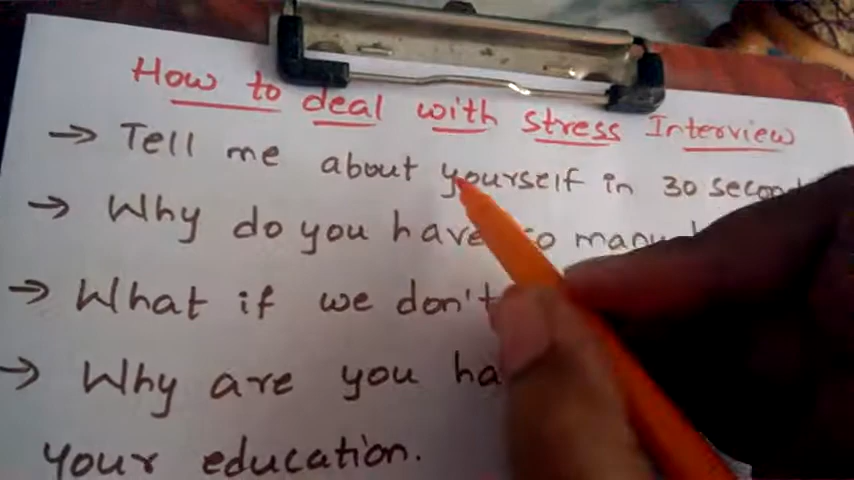 How to deal with stress Interview
→ Tell me about yourself in 30 second
→ Why do you have so many
→ What if we don't
→ Why are you ha
your education.